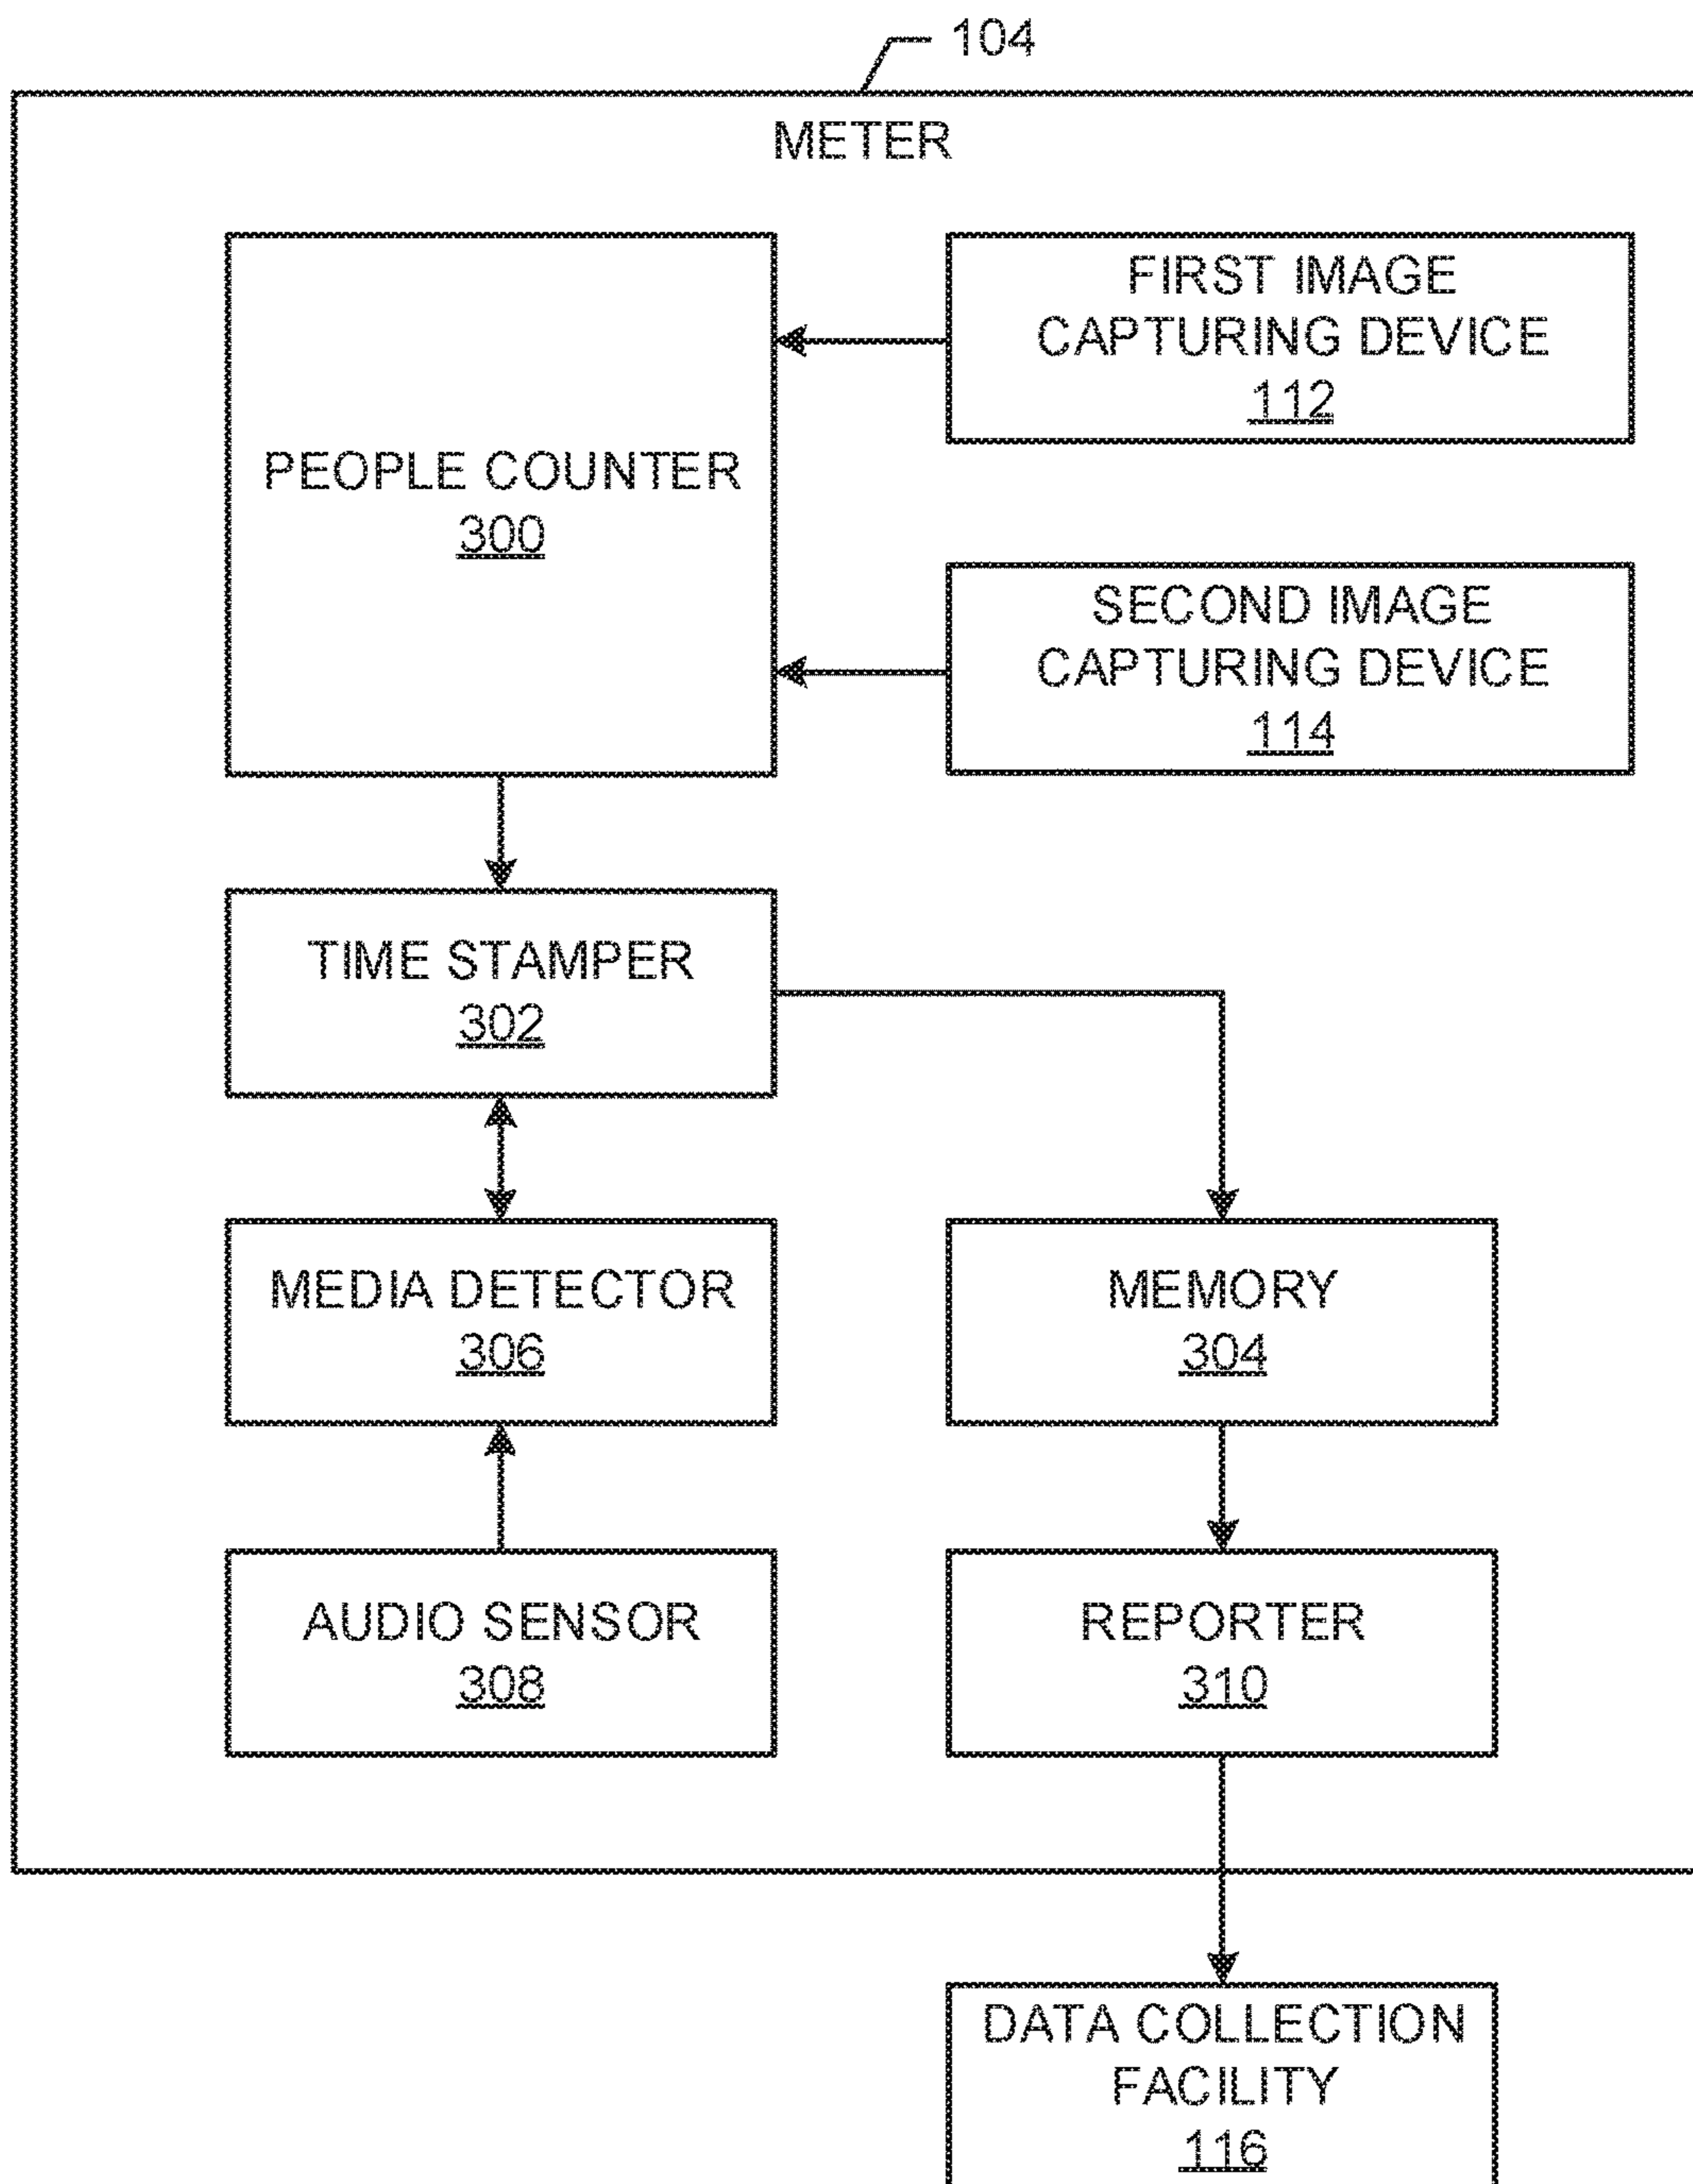 104
METER
PEOPLE COUNTER
300
FIRST IMAGE
CAPTURING DEVICE
112
SECOND IMAGE
CAPTURING DEVICE
114
TIME STAMPER
302
MEDIA DETECTOR
306
MEMORY
304
AUDIO SENSOR
308
REPORTER
310
DATA COLLECTION
FACILITY
116